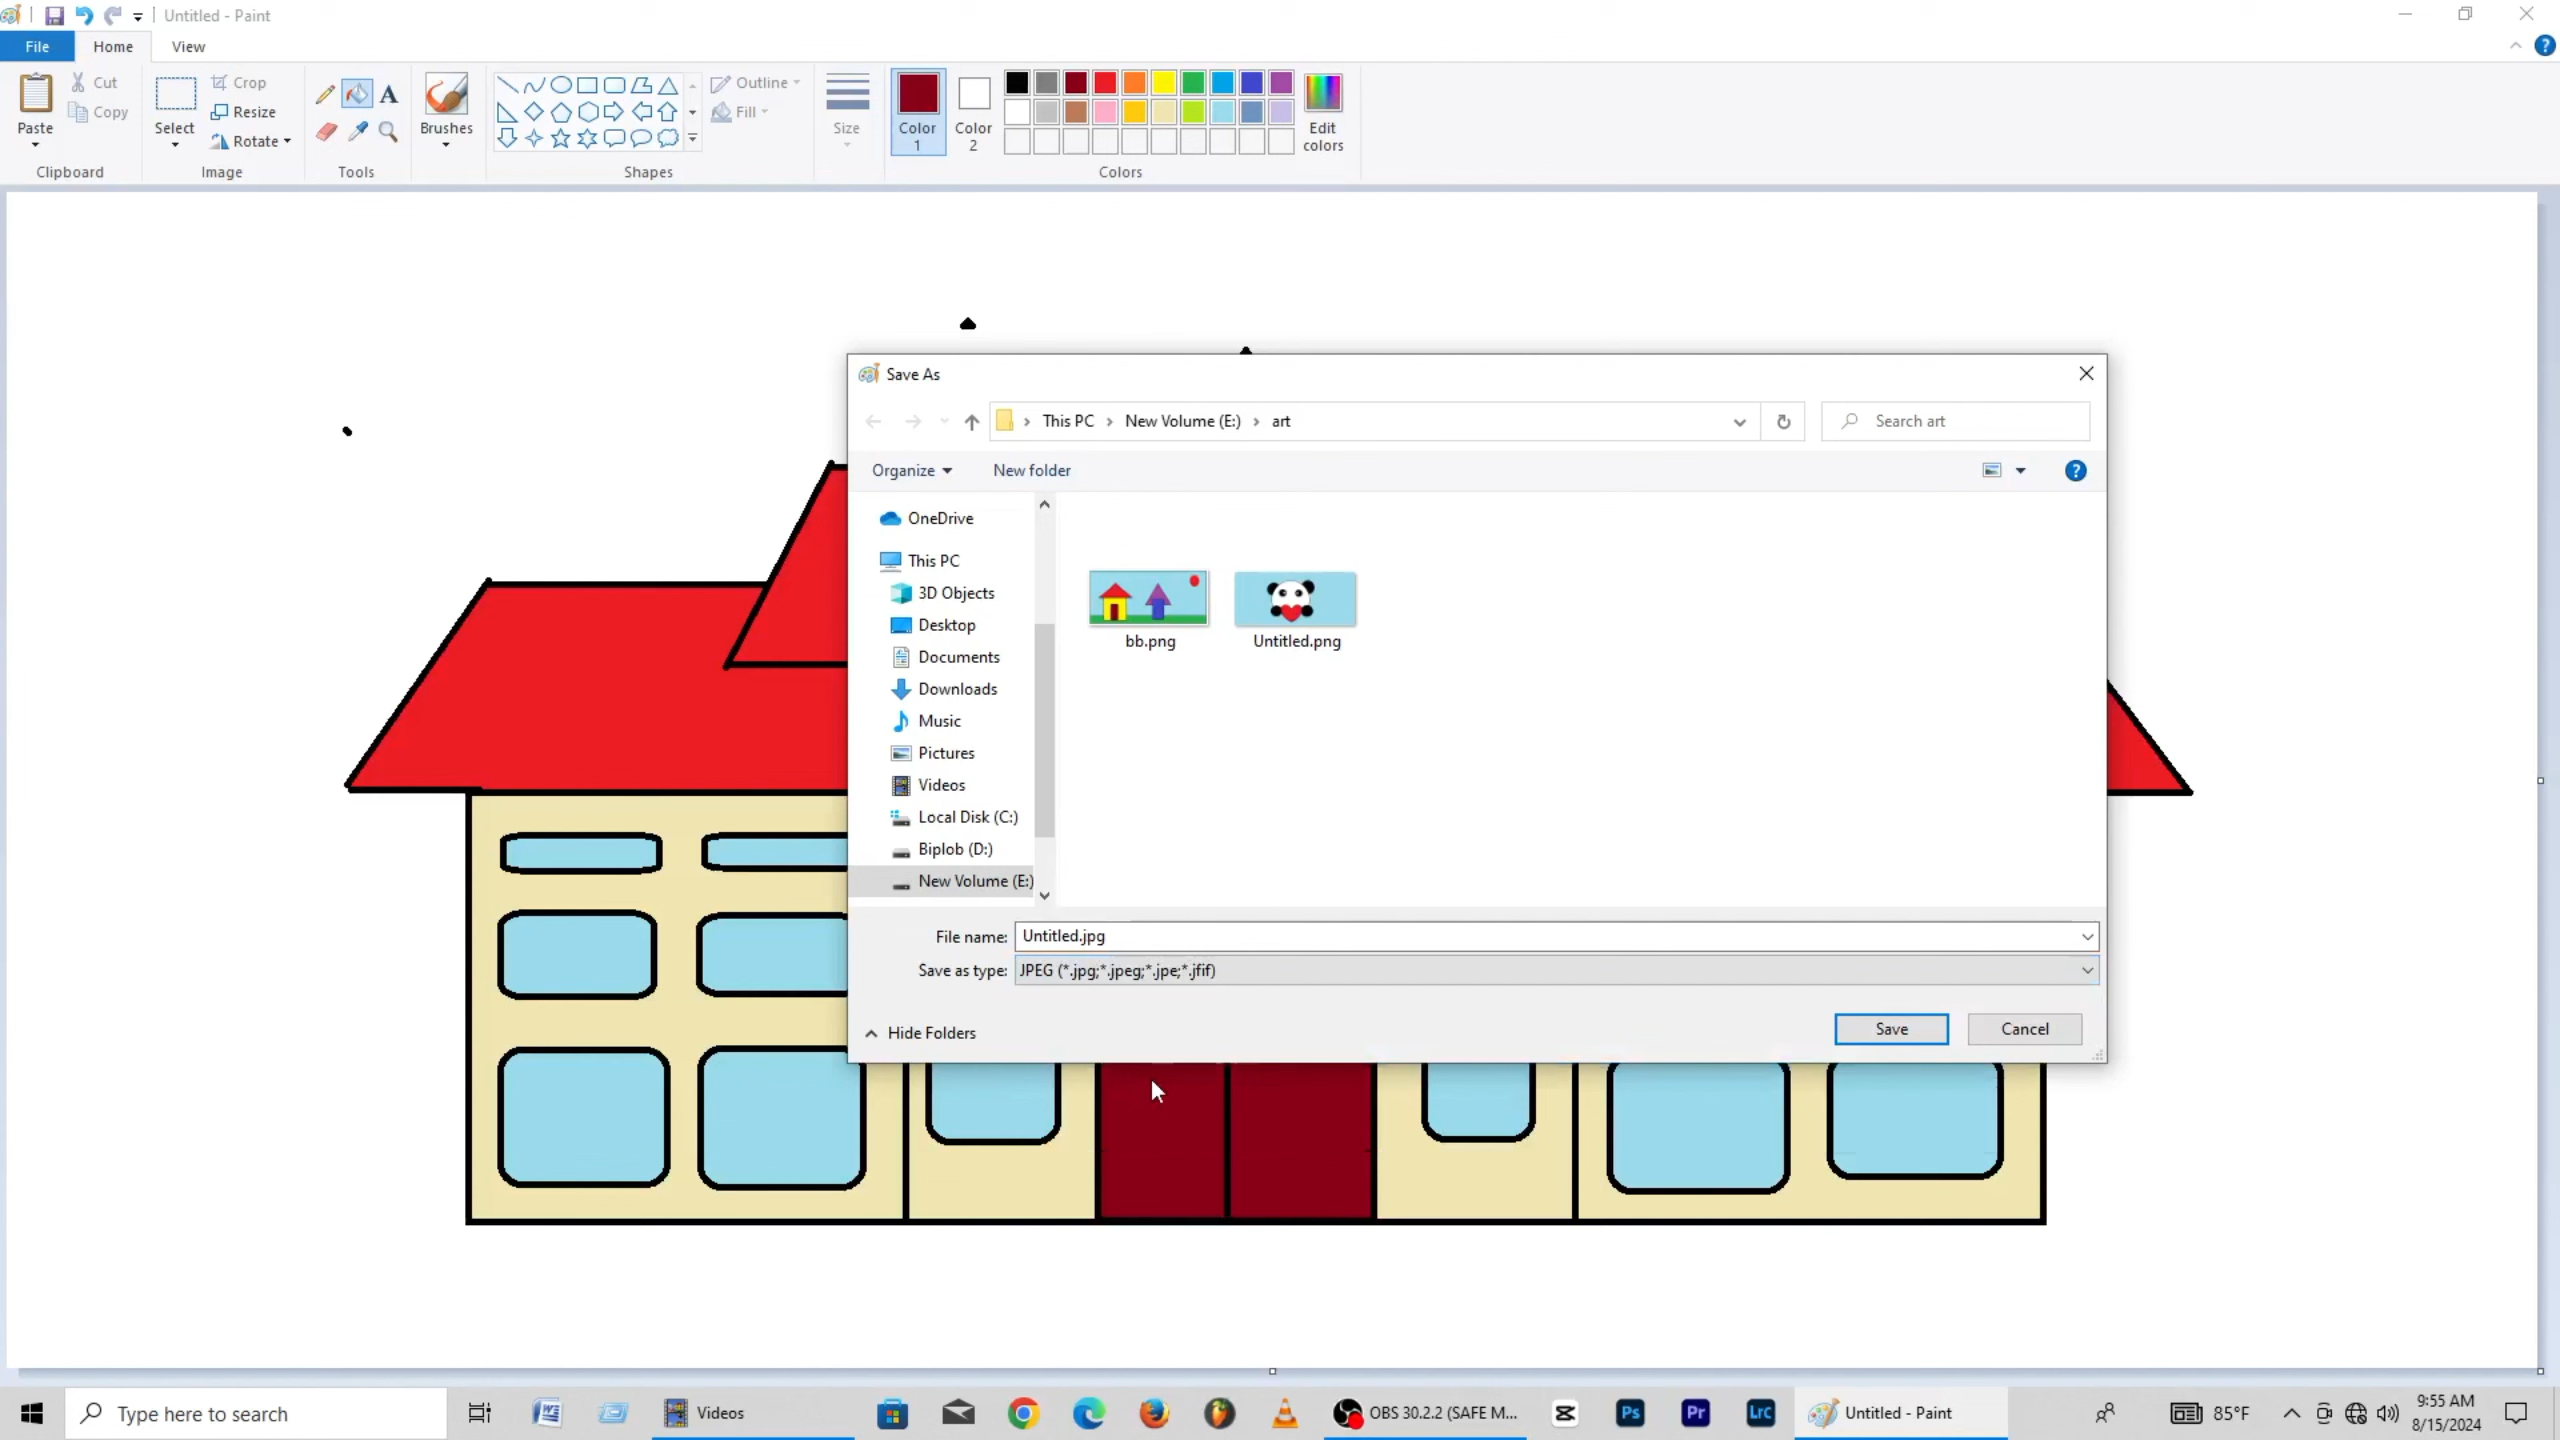 Untitled - Paint
File
Home
View
Paste
Cut
Copy
Clipboard
Select
Crop
Resize
Rotate
Image
A
Tools
Brushes
Shapes
Outline
Fill
Size
Color 1
Color 2
Edit colors
Colors
Save As
This PC › New Volume (E:) › art
Search art
Organize
New folder
OneDrive
This PC
3D Objects
Desktop
Documents
Downloads
Music
Pictures
Videos
Local Disk (C:)
Biplob (D:)
New Volume (E:)
bb.png
Untitled.png
File name: Untitled.jpg
Save as type: JPEG (*.jpg;*.jpeg;*.jpe;*.jfif)
Hide Folders
Save
Cancel
Type here to search
Videos
OBS 30.2.2 (SAFE M...
Ps
Pr
Lrc
Untitled - Paint
85°F
9:55 AM
8/15/2024